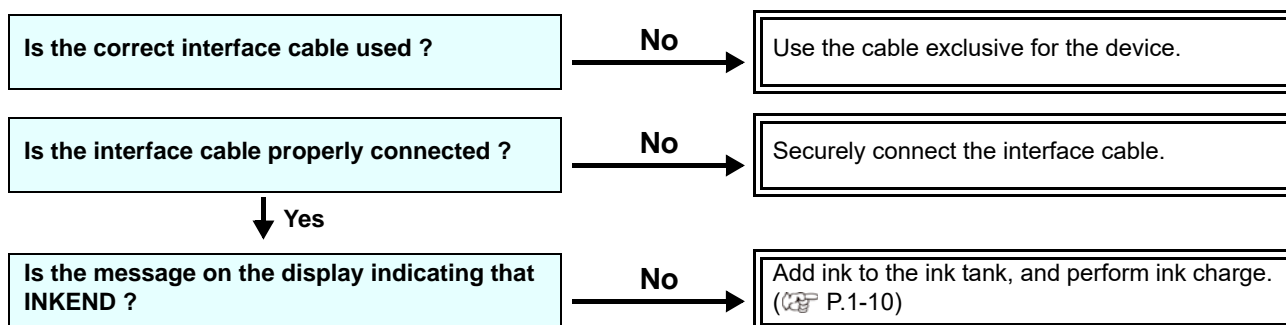 Is the correct interface cable used ?
No
Use the cable exclusive for the device.
Is the interface cable properly connected ?
No
Securely connect the interface cable.
Yes
Is the message on the display indicating that
INKEND ?
No
Add ink to the ink tank, and perform ink charge.
(☞ P.1-10)